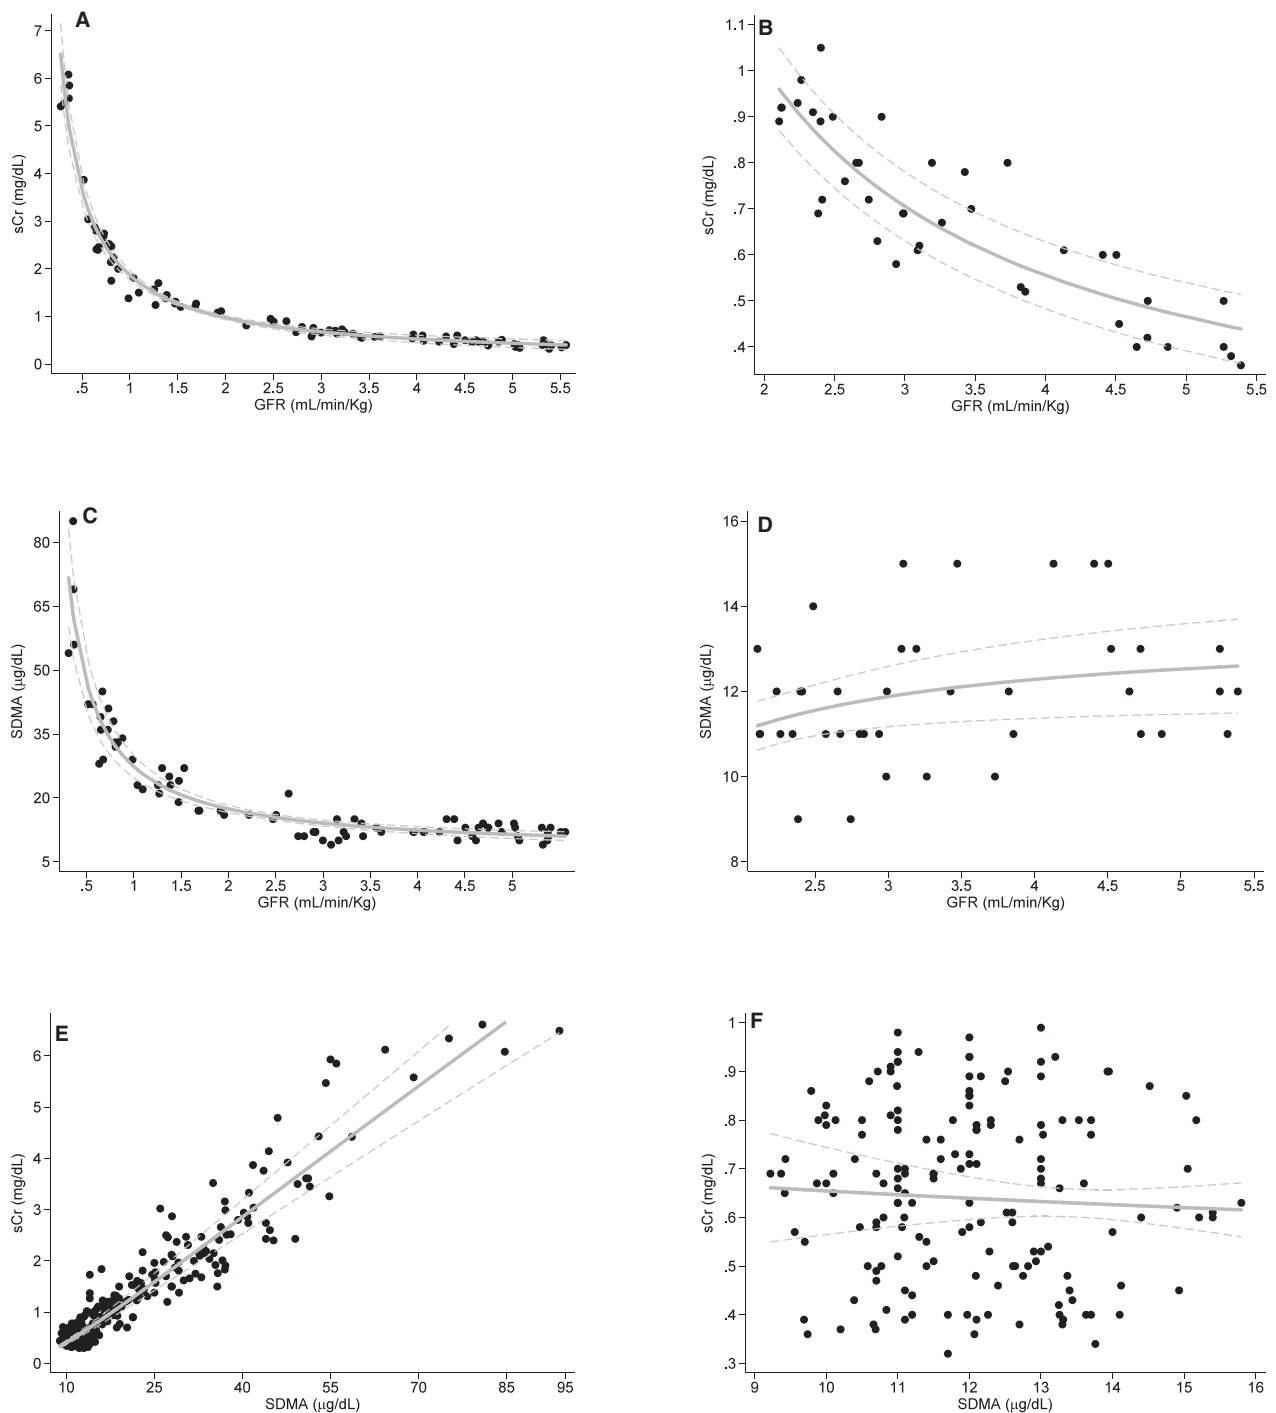 A
7
6
5
4
3
2
1
0
sCr (mg/dL)
.5 1 1.5 2 2.5 3 3.5 4 4.5 5 5.5
GFR (mL/min/Kg)
B
1.1
1
.9
.8
.7
.6
.5
.4
sCr (mg/dL)
2 2.5 3 3.5 4 4.5 5 5.5
GFR (mL/min/Kg)
C
80
65
50
35
20
5
SDMA (µg/dL)
.5 1 1.5 2 2.5 3 3.5 4 4.5 5
GFR (mL/min/Kg)
D
16
14
12
10
8
SDMA (µg/dL)
2.5 3 3.5 4 4.5 5 5.5
GFR (mL/min/Kg)
E
6
5
4
3
2
1
0
sCr (mg/dL)
10 25 40 55 70 85 95
SDMA (µg/dL)
F
1
.9
.8
.7
.6
.5
.4
.3
sCr (mg/dL)
9 10 11 12 13 14 15 16
SDMA (µg/dL)